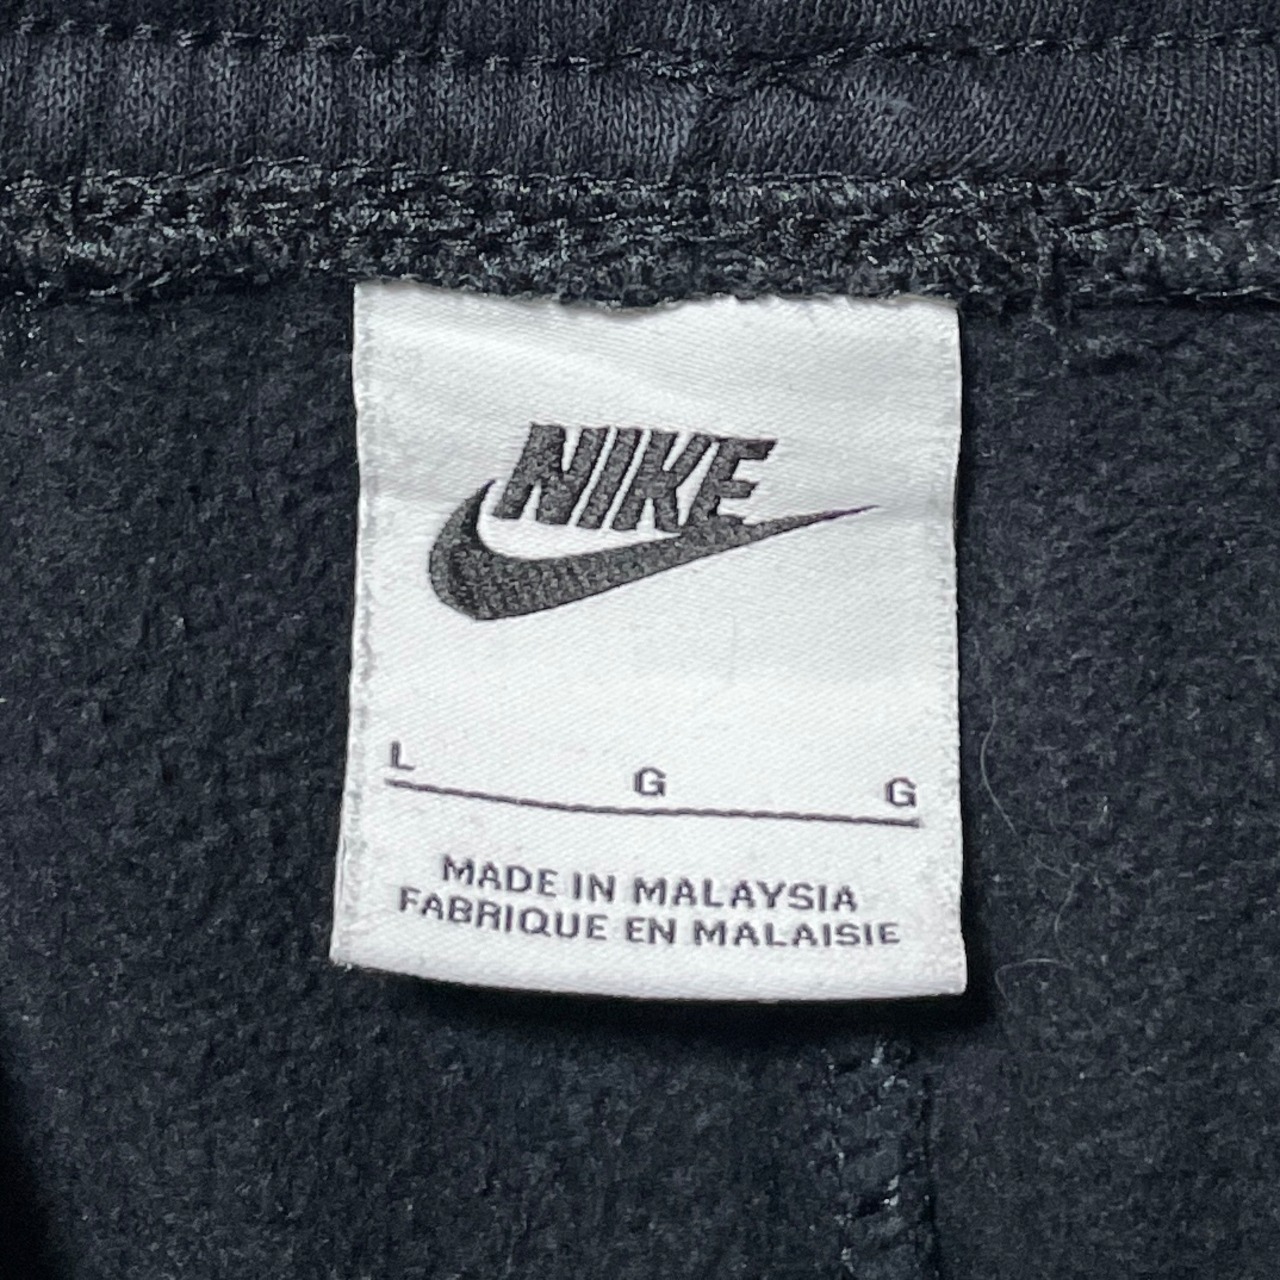 NIKE
L G G
MADE IN MALAYSIA
FABRIQUE EN MALAISIE